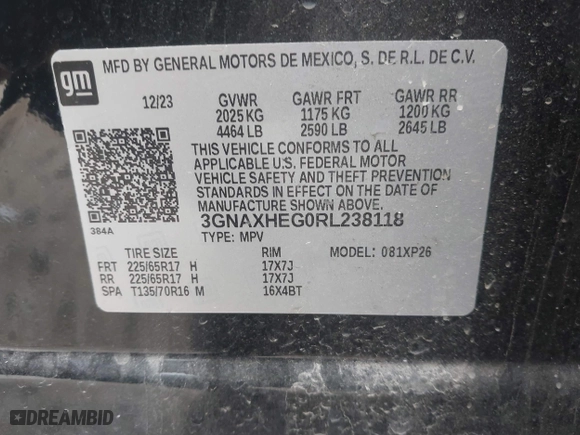 gm
MFD BY GENERAL MOTORS DE MEXICO, S. DE R.L. DE C.V.
12/23 GVWR GAWR FRT GAWR RR
2025 KG 1175 KG 1200 KG
4464 LB 2590 LB 2645 LB
THIS VEHICLE CONFORMS TO ALL
APPLICABLE U.S. FEDERAL MOTOR
VEHICLE SAFETY AND THEFT PREVENTION
STANDARDS IN EFFECT ON THE DATE OF
MANUFACTURE SHOWN ABOVE.
384A 3GNAXHEG0RL238118
TYPE: MPV
TIRE SIZE RIM MODEL: 081XP26
FRT 225/65R17 H 17X7J
RR 225/65R17 H 17X7J
SPA T135/70R16 M 16X4BT
DREAMBID